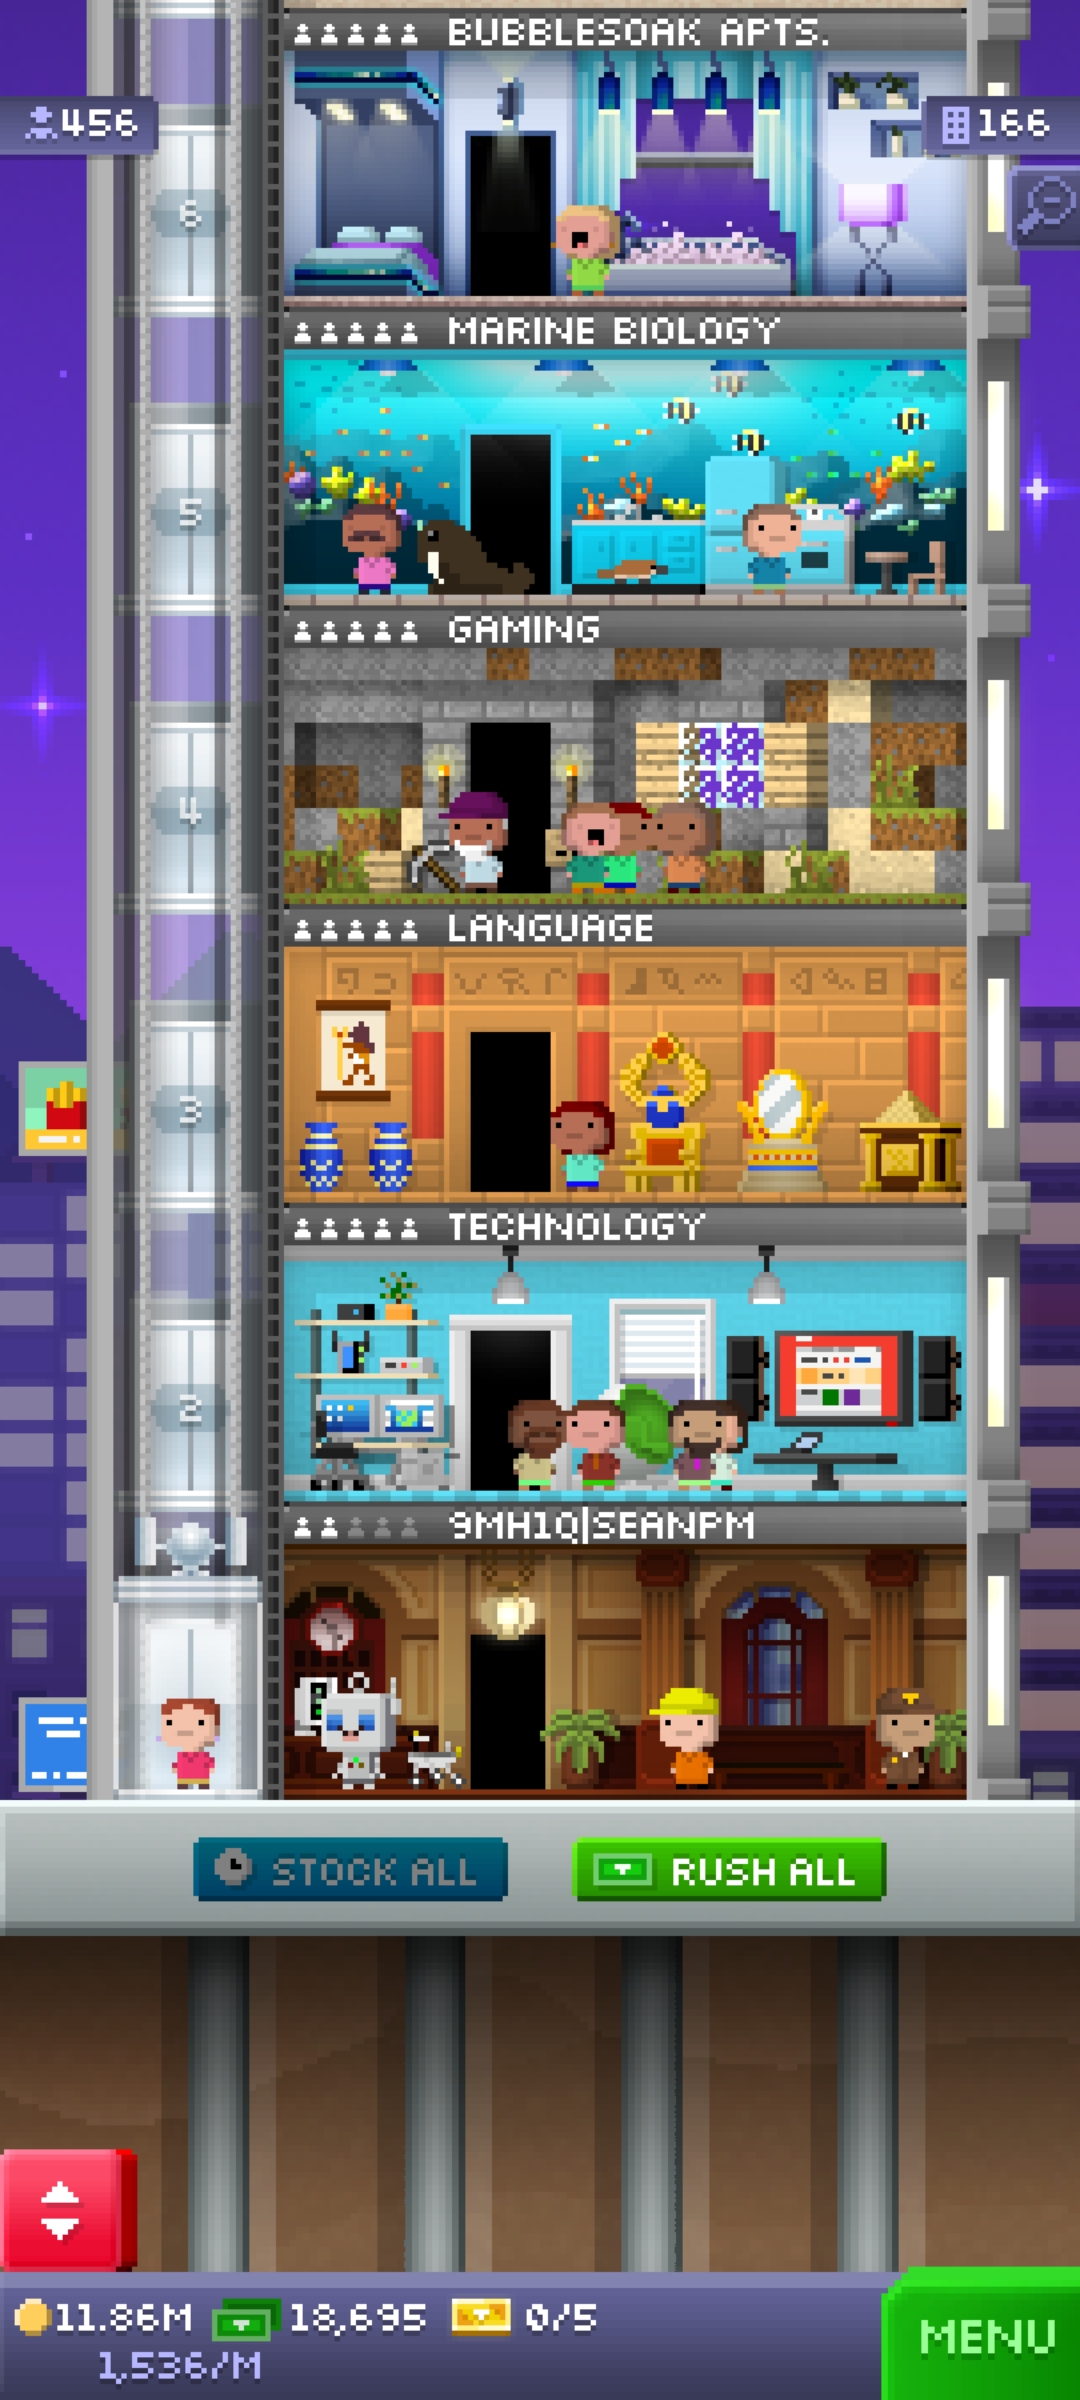 BUBBLESOAK APTS.
456
166
6
MARINE BIOLOGY
5
GAMING
4
LANGUAGE
3
TECHNOLOGY
2
9MH1Q|SEANPM
STOCK ALL
RUSH ALL
11.86M
18,695
0/5
1,536/M
MENU